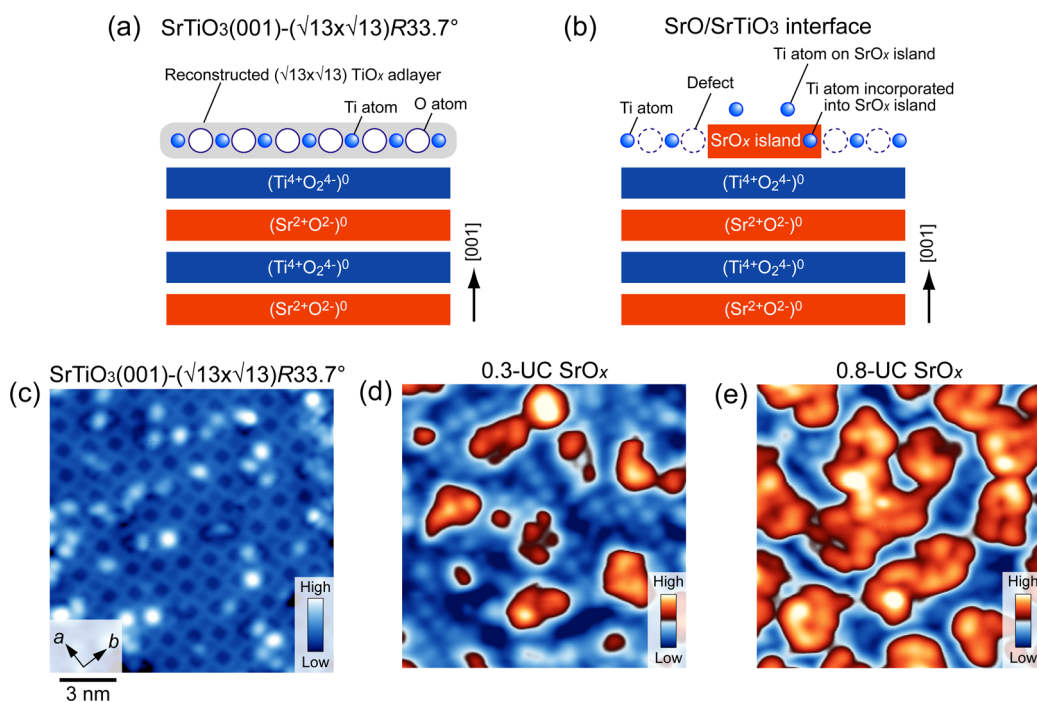 (a) SrTiO3(001)-(√13x√13)R33.7°
Reconstructed (√13x√13) TiOx adlayer
Ti atom
O atom
(Ti4+O24-)0
(Sr2+O2-)0
(Ti4+O24-)0
(Sr2+O2-)0
[001]
(b) SrO/SrTiO3 interface
Ti atom on SrOx island
Defect
Ti atom incorporated
into SrOx island
Ti atom
SrOx island
(Ti4+O24-)0
(Sr2+O2-)0
(Ti4+O24-)0
(Sr2+O2-)0
[001]
(c) SrTiO3(001)-(√13x√13)R33.7°
High
Low
a
b
3 nm
(d) 0.3-UC SrOx
High
Low
(e) 0.8-UC SrOx
High
Low